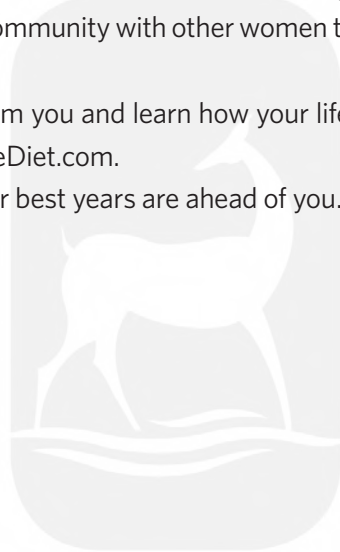 ommunity with other women t
m you and learn how your life
eDiet.com.
r best years are ahead of you.